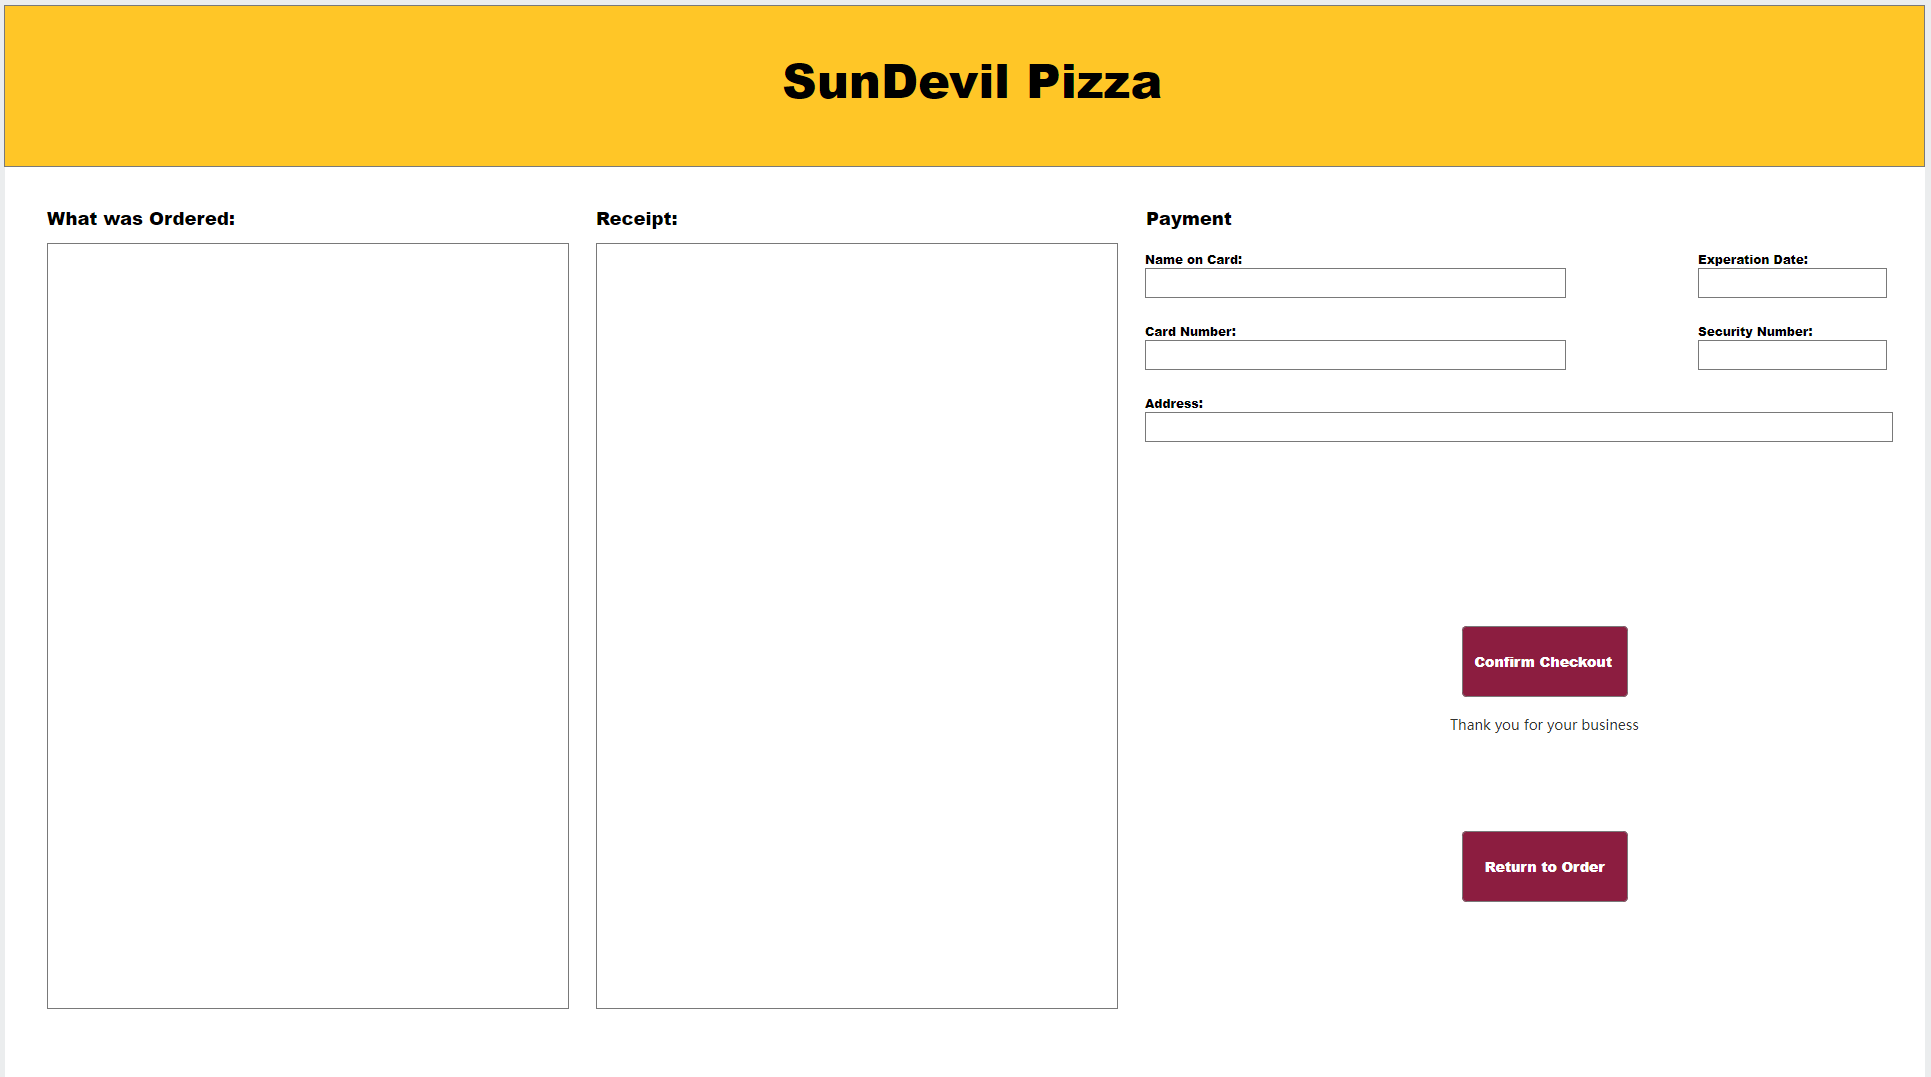 SunDevil Pizza
What was Ordered:
Receipt:
Payment
Name on Card:
Experation Date:
Card Number:
Security Number:
Address:
Confirm Checkout
Thank you for your business
Return to Order